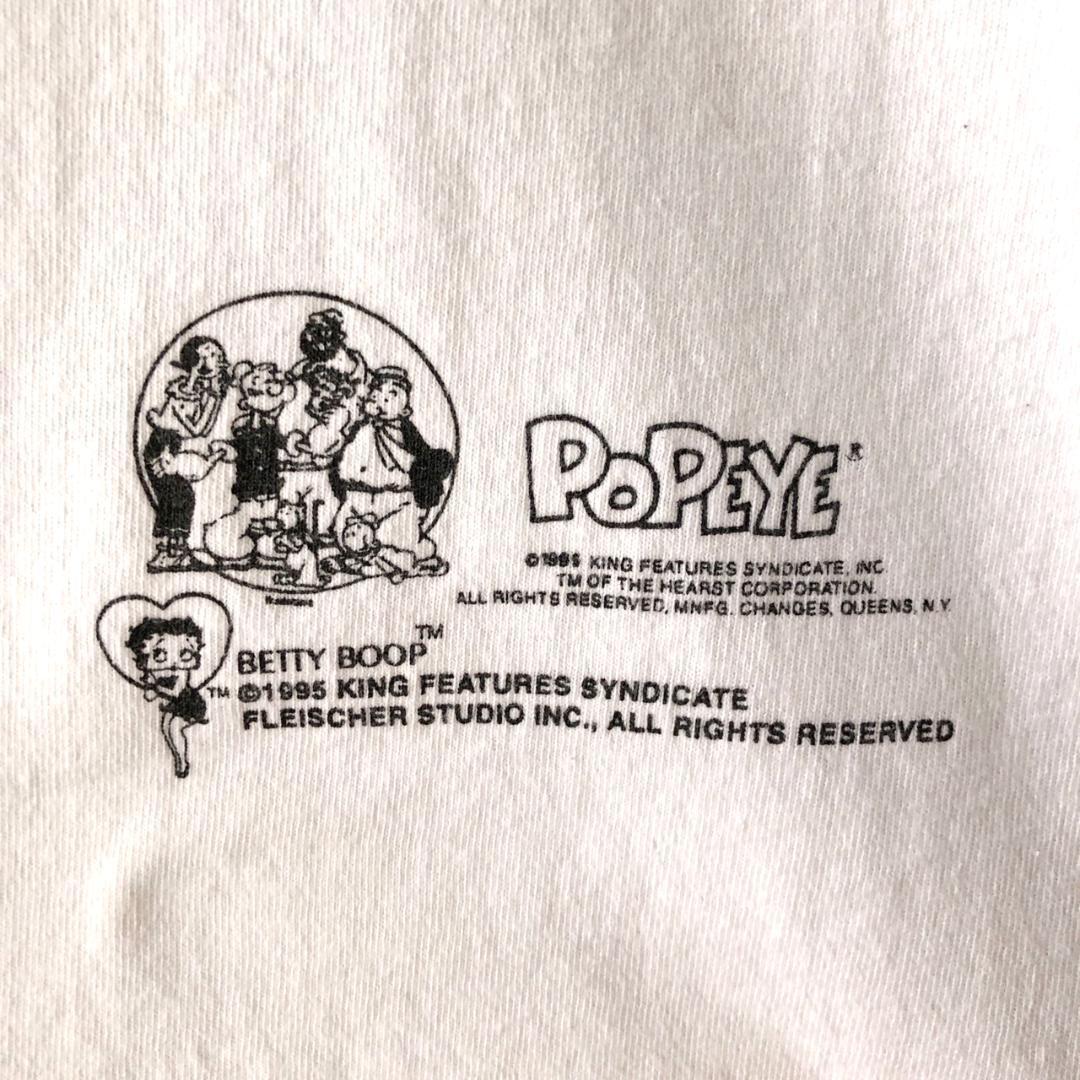 POPEYE®
©1995 KING FEATURES SYNDICATE, INC.
TM OF THE HEARST CORPORATION.
ALL RIGHTS RESERVED, MNFG. CHANGES, QUEENS, N.Y.
BETTY BOOP™
™ ©1995 KING FEATURES SYNDICATE
FLEISCHER STUDIO INC., ALL RIGHTS RESERVED